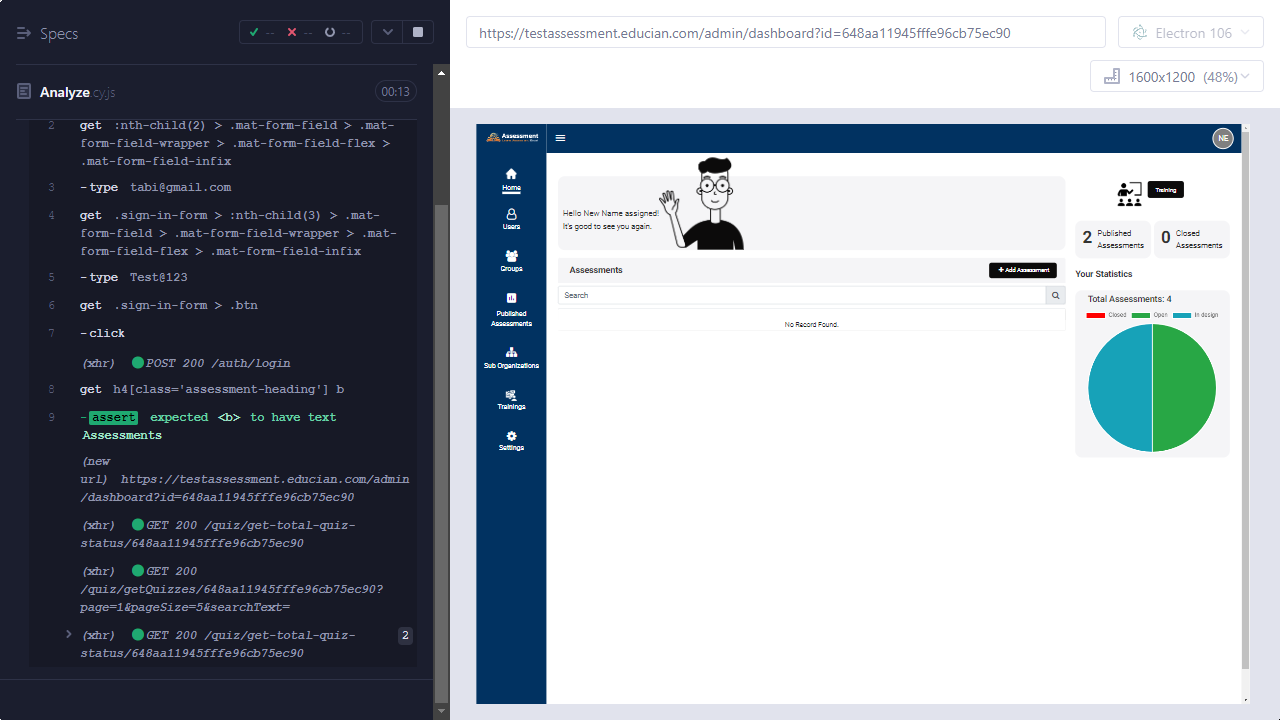 Specs
--
--
--
Analyze.cy.js
00:13
2 get :nth-child(2) > .mat-form-field > .mat-
form-field-wrapper > .mat-form-field-flex >
.mat-form-field-infix
3 -type tabi@gmail.com
4 get .sign-in-form > :nth-child(3) > .mat-
form-field > .mat-form-field-wrapper > .mat-
form-field-flex > .mat-form-field-infix
5 -type Test@123
6 get .sign-in-form > .btn
7 -click
(xhr) POST 200 /auth/login
8 get h4[class='assessment-heading'] b
9 -assert expected <b> to have text
Assessments
(new
url) https://testassessment.educian.com/admin
/dashboard?id=648aa11945fffe96cb75ec90
(xhr) GET 200 /quiz/get-total-quiz-
status/648aa11945fffe96cb75ec90
(xhr) GET 200
/quiz/getQuizzes/648aa11945fffe96cb75ec90?
page=1&pageSize=5&searchText=
(xhr) GET 200 /quiz/get-total-quiz-
status/648aa11945fffe96cb75ec90
2
https://testassessment.educian.com/admin/dashboard?id=648aa11945fffe96cb75ec90
Electron 106
1600x1200 (48%)
Assessment
NE
Home
Users
Groups
Published
Assessments
Sub Organizations
Trainings
Settings
Hello New Name assigned!
It's good to see you again.
Assessments
+ Add Assessment
Search
No Record Found.
Training
2 Published
Assessments
0 Closed
Assessments
Your Statistics
Total Assessments: 4
Closed Open In design